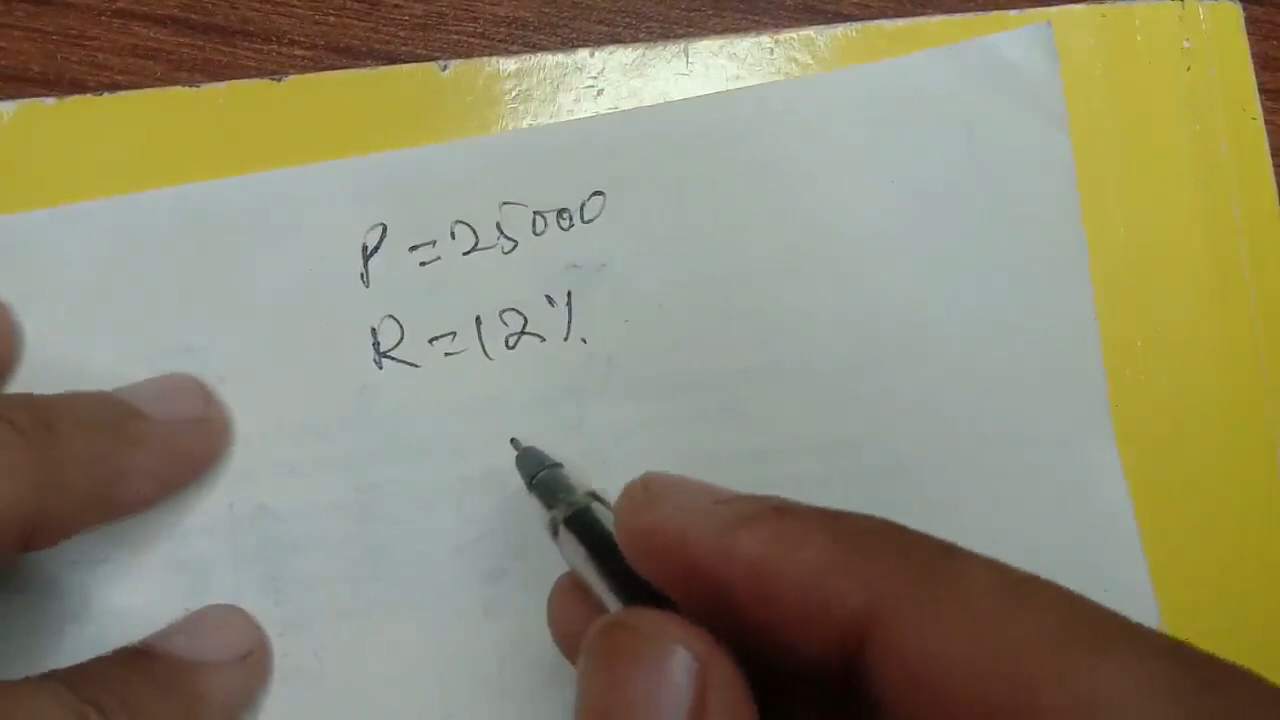 P = 25000
R = 12%